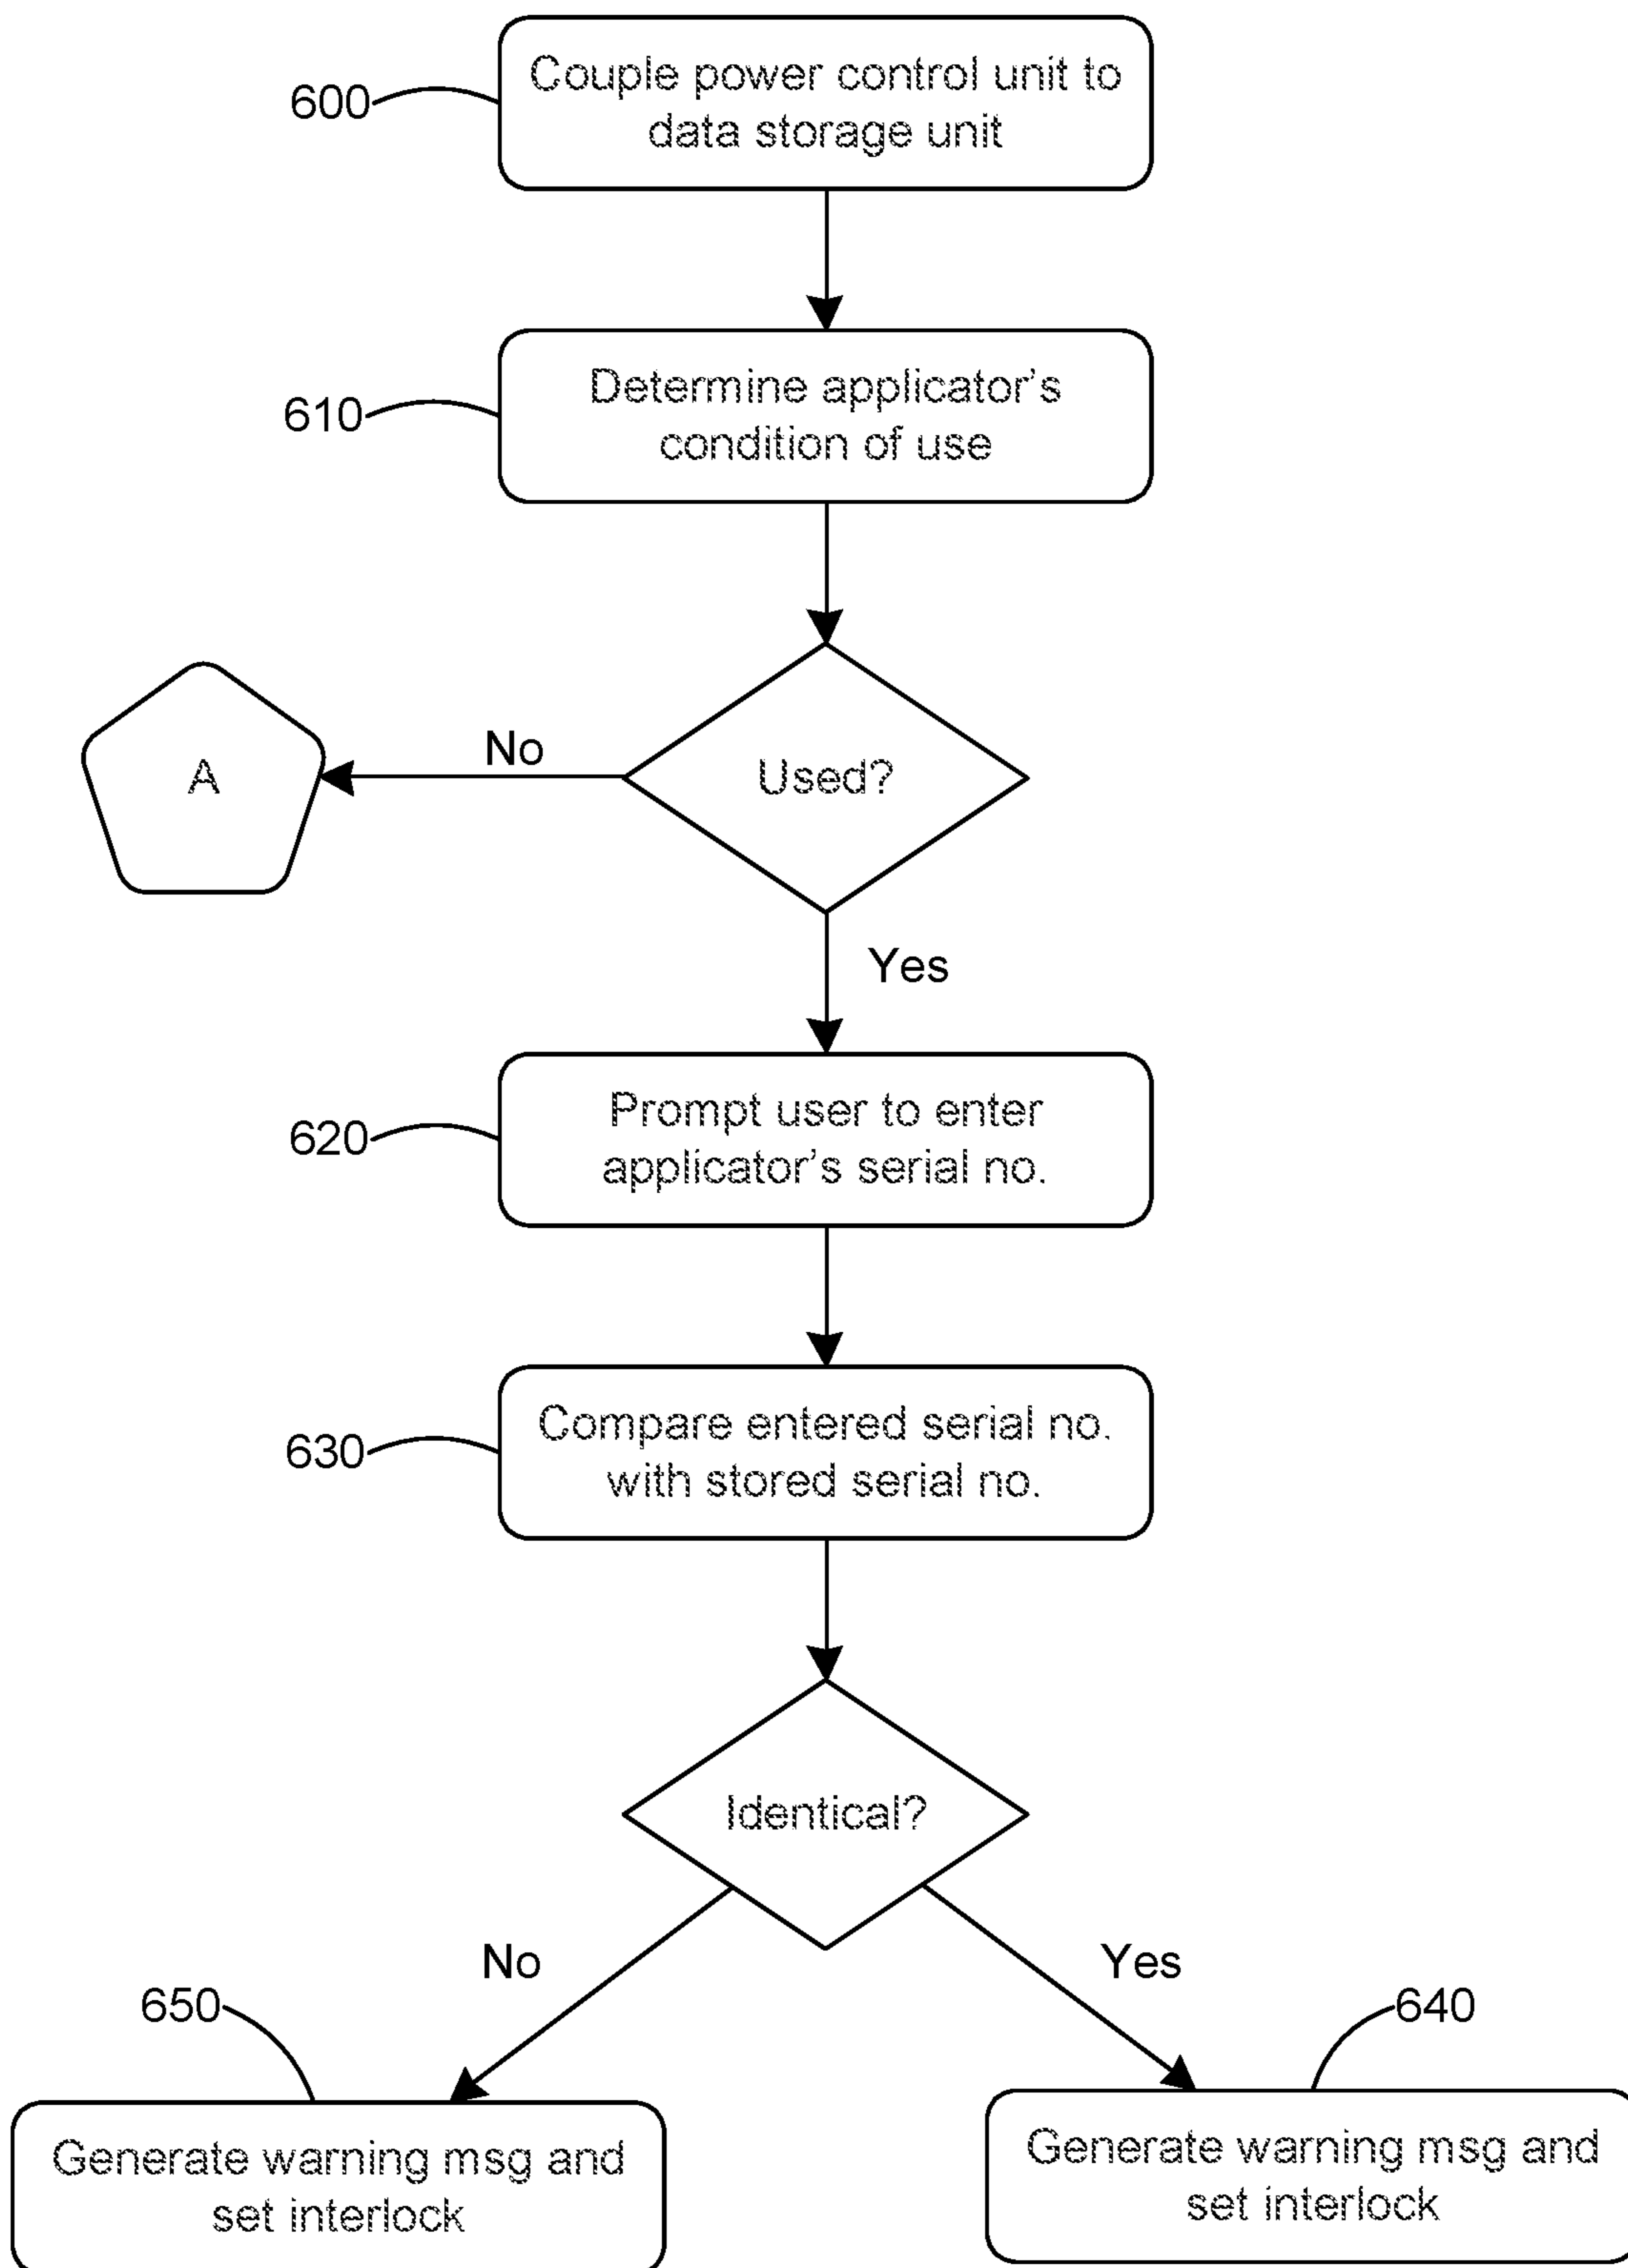 Couple power control unit to
600
data storage unit
Determine applicator's
610
condition of use
No
A
Used?
Yes
Prompt user to enter
620
applicator's serial no.
Compare entered serial no.
630
with stored serial no.
Identical?
No
Yes
650
640
Generate warning msg and
set interlock
Generate warning msg and
set interlock